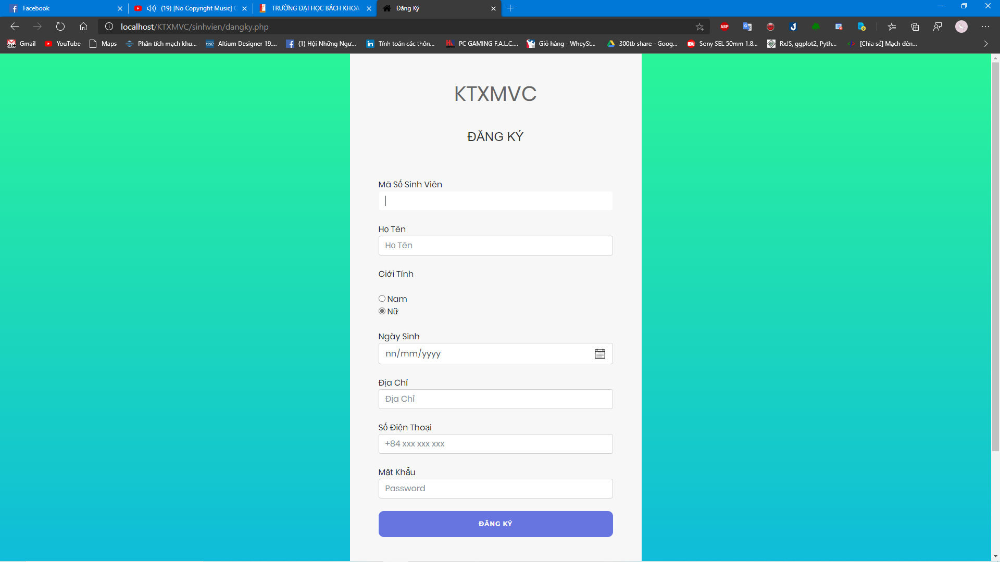 Facebook
(19) [No Copyright Music]
TRƯỜNG ĐẠI HỌC BÁCH KHOA
Đăng Ký
localhost/KTXMVC/sinhvien/dangky.php
ABP
Gmail
YouTube
Maps
Phân tích mạch khu...
HNP
Altium Designer 19....
(1) Hội Những Ngư...
in
Tính toán các thôn...
PC GAMING F.A.L.C....
Giỏ hàng - WheySt...
300tb share - Goog...
Sony SEL 50mm 1.8...
RxJS, ggplot2, Pyth...
[Chia sẻ] Mạch đèn...
KTXMVC
ĐĂNG KÝ
Mã Số Sinh Viên
Họ Tên
Họ Tên
Giới Tính
Nam
Nữ
Ngày Sinh
nn/mm/yyyy
Địa Chỉ
Địa Chỉ
Số Điện Thoại
+84 xxx xxx xxx
Mật Khẩu
Password
ĐĂNG KÝ